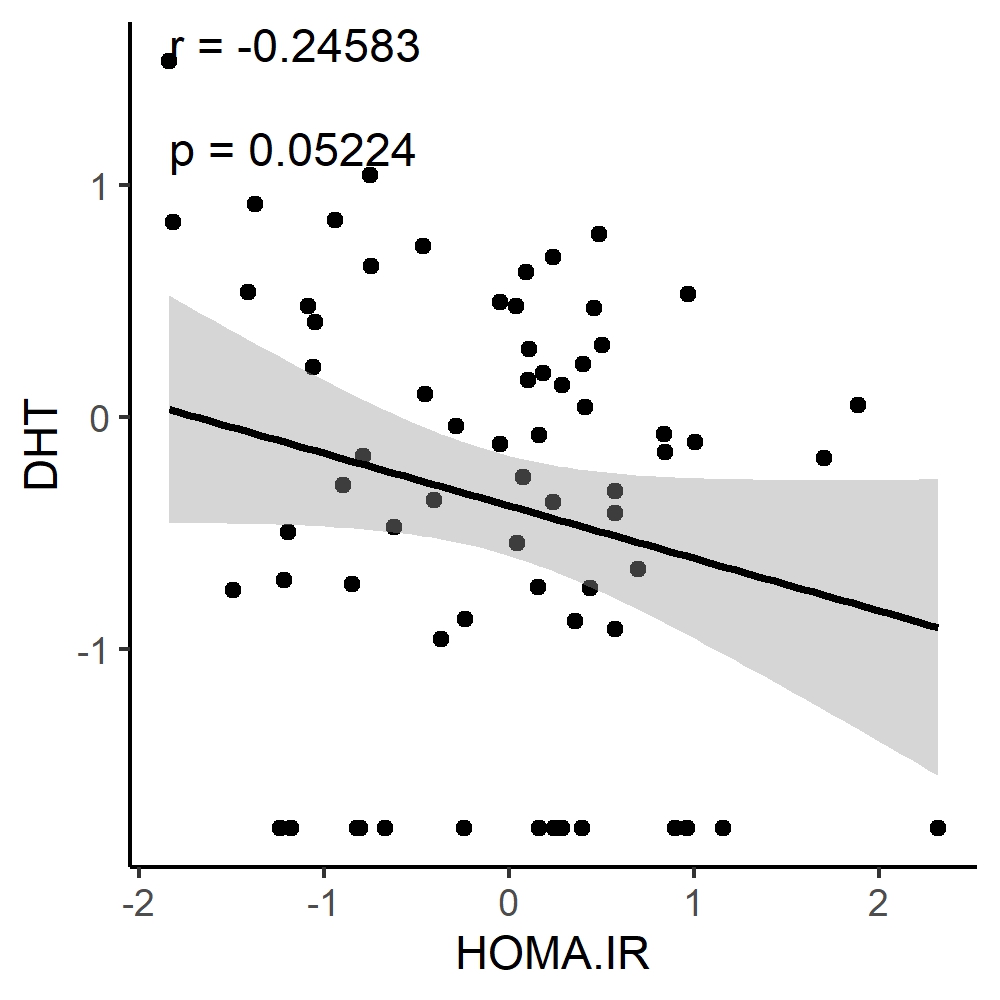 r = -0.24583
p = 0.05224
1
0
-1
DHT
-2 -1 0 1 2
HOMA.IR